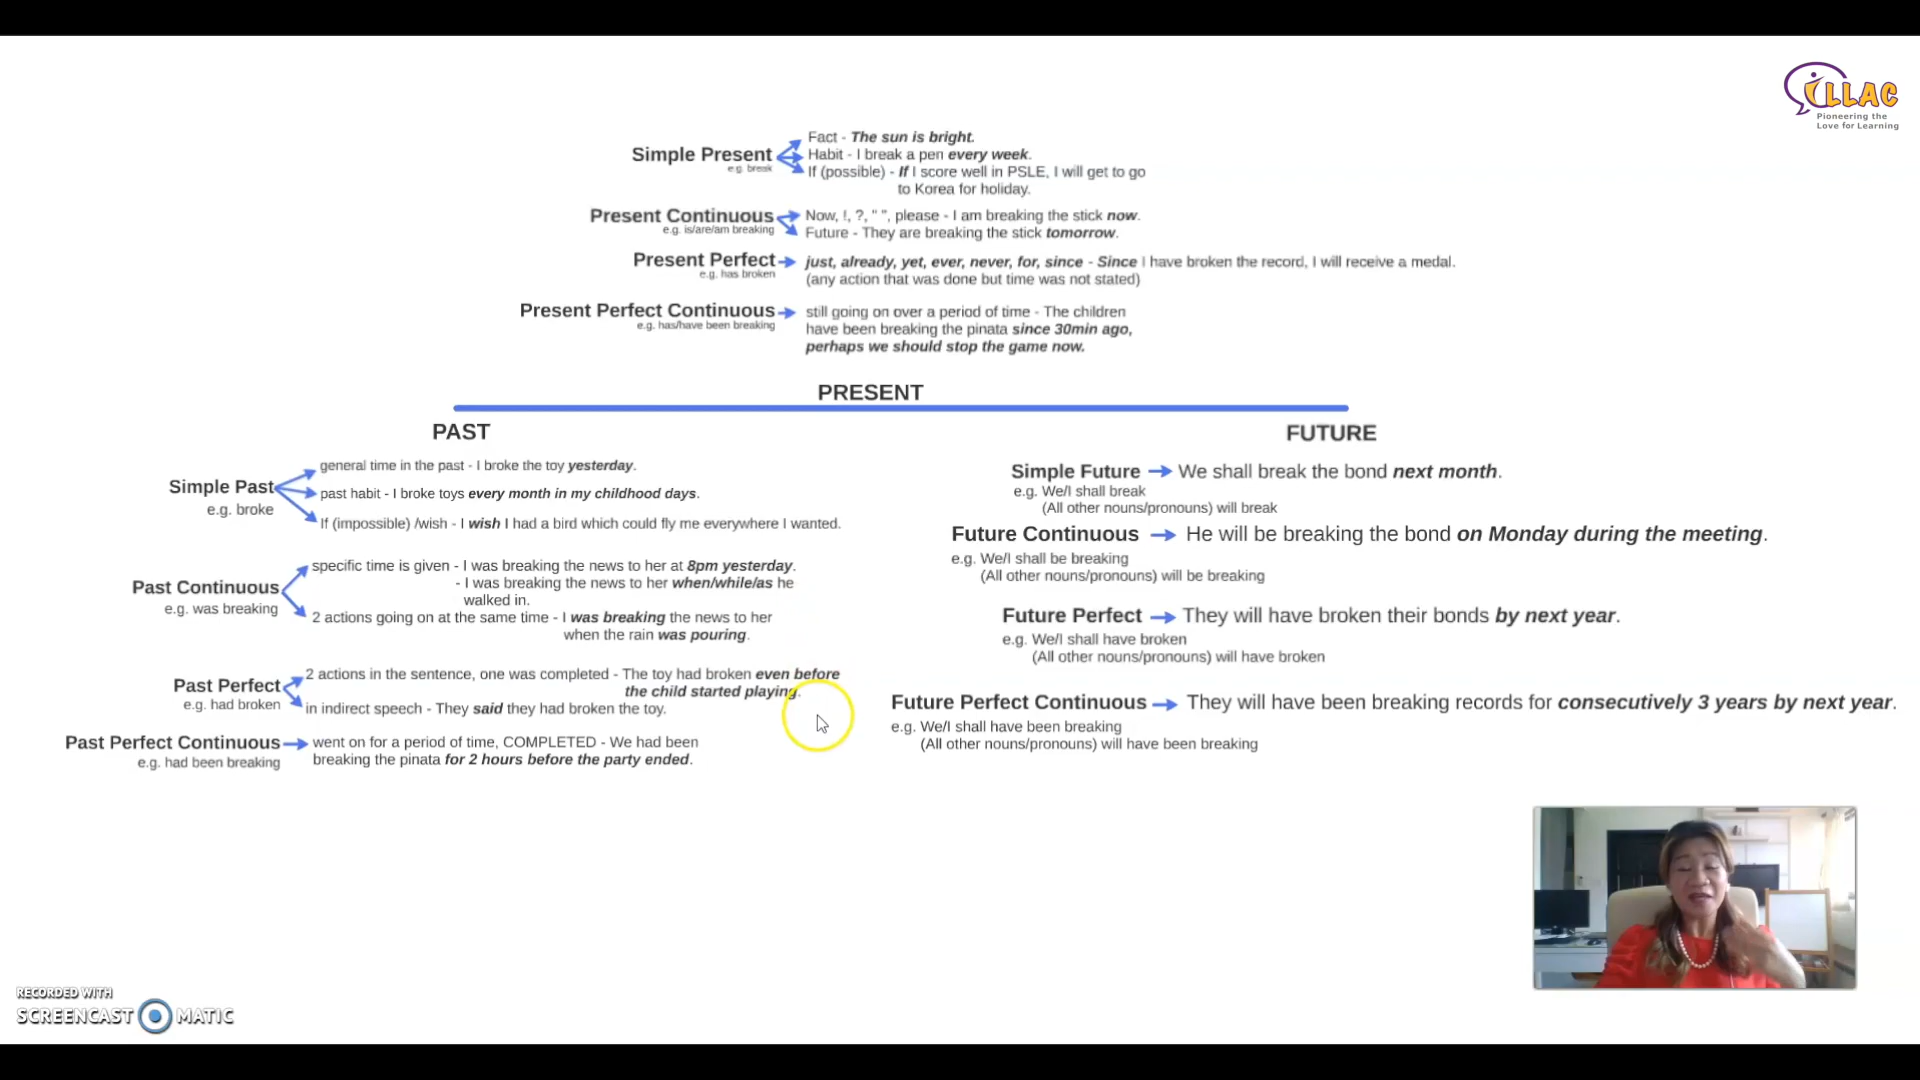 iLLAC
Pioneering the
Love for Learning
Simple Present
e.g. break
Fact - The sun is bright.
Habit - I break a pen every week.
If (possible) - If I score well in PSLE, I will get to go
to Korea for holiday.
Present Continuous
e.g. is/are/am breaking
Now, !, ?, " ", please - I am breaking the stick now.
Future - They are breaking the stick tomorrow.
Present Perfect
e.g. has broken
just, already, yet, ever, never, for, since - Since I have broken the record, I will receive a medal.
(any action that was done but time was not stated)
Present Perfect Continuous
e.g. has/have been breaking
still going on over a period of time - The children
have been breaking the pinata since 30min ago,
perhaps we should stop the game now.
PRESENT
PAST
Simple Past
e.g. broke
general time in the past - I broke the toy yesterday.
past habit - I broke toys every month in my childhood days.
If (impossible) /wish - I wish I had a bird which could fly me everywhere I wanted.
Past Continuous
e.g. was breaking
specific time is given - I was breaking the news to her at 8pm yesterday.
- I was breaking the news to her when/while/as he
walked in.
2 actions going on at the same time - I was breaking the news to her
when the rain was pouring.
Past Perfect
e.g. had broken
2 actions in the sentence, one was completed - The toy had broken even before
the child started playing.
in indirect speech - They said they had broken the toy.
Past Perfect Continuous
e.g. had been breaking
went on for a period of time, COMPLETED - We had been
breaking the pinata for 2 hours before the party ended.
FUTURE
Simple Future
We shall break the bond next month.
e.g. We/I shall break
(All other nouns/pronouns) will break
Future Continuous
He will be breaking the bond on Monday during the meeting.
e.g. We/I shall be breaking
(All other nouns/pronouns) will be breaking
Future Perfect
They will have broken their bonds by next year.
e.g. We/I shall have broken
(All other nouns/pronouns) will have broken
Future Perfect Continuous
They will have been breaking records for consecutively 3 years by next year.
e.g. We/I shall have been breaking
(All other nouns/pronouns) will have been breaking
RECORDED WITH
SCREENCAST MATIC